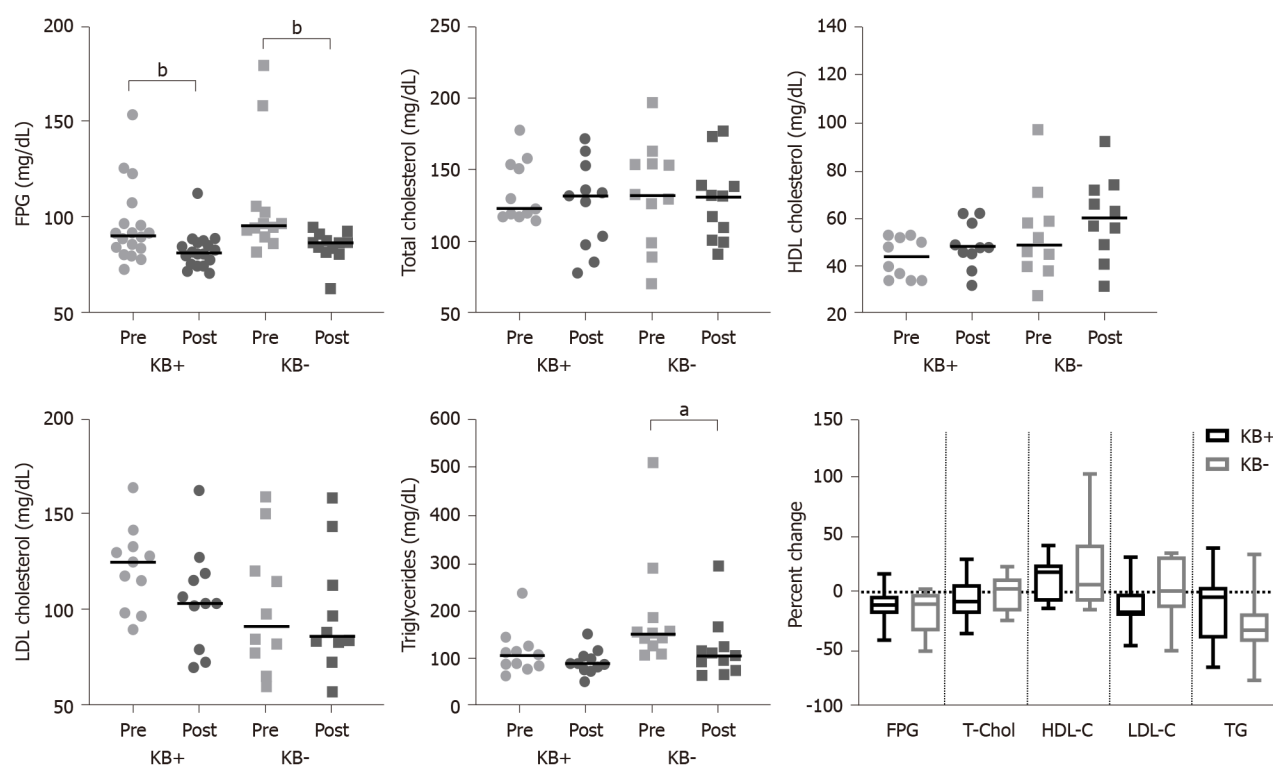 FPG (mg/dL)
200
150
100
50
b
b
Pre
Post
Pre
Post
KB+
KB-
Total cholesterol (mg/dL)
250
200
150
100
50
Pre
Post
Pre
Post
KB+
KB-
HDL cholesterol (mg/dL)
140
120
100
80
60
40
20
Pre
Post
Pre
Post
KB+
KB-
LDL cholesterol (mg/dL)
200
150
100
50
Pre
Post
Pre
Post
KB+
KB-
Triglycerides (mg/dL)
600
500
400
300
200
100
0
a
Pre
Post
Pre
Post
KB+
KB-
Percent change
150
100
50
0
-50
-100
KB+
KB-
FPG
T-Chol
HDL-C
LDL-C
TG